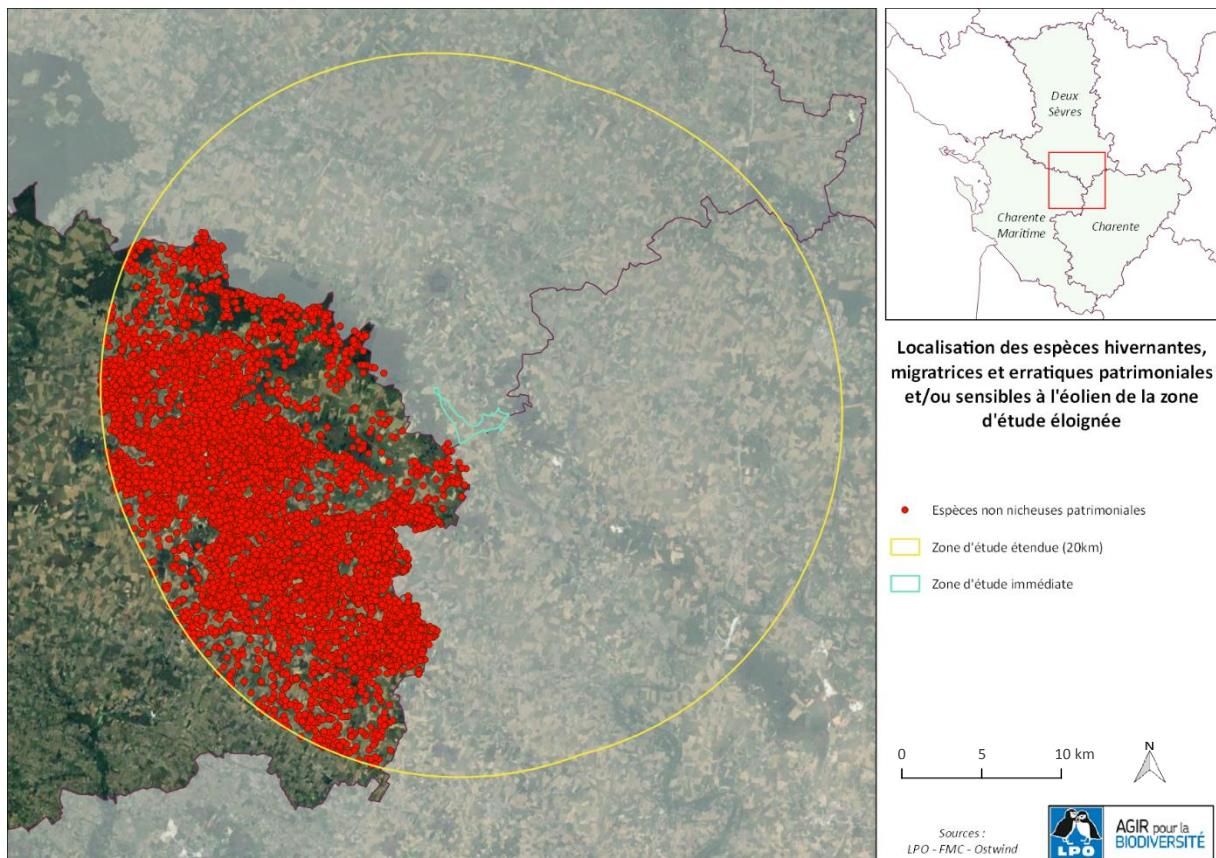 Deux
Sèvres
Charente
Maritime
Charente
Localisation des espèces hivernantes,
migratrices et erratiques patrimoniales
et/ou sensibles à l'éolien de la zone
d'étude éloignée
Espèces non nicheuses patrimoniales
Zone d'étude étendue (20km)
Zone d'étude immédiate
0 5 10 km
N
Sources :
LPO - FMC - Ostwind
LPO
AGIR pour la
BIODIVERSITÉ